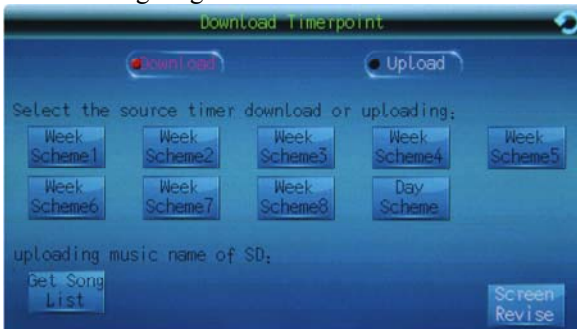 Download Timerpoint
Download
Upload
Select the source timer download or uploading:
Week
Scheme1
Week
Scheme2
Week
Scheme3
Week
Scheme4
Week
Scheme5
Week
Scheme6
Week
Scheme7
Week
Scheme8
Day
Scheme
uploading music name of SD:
Get Song
List
Screen
Revise